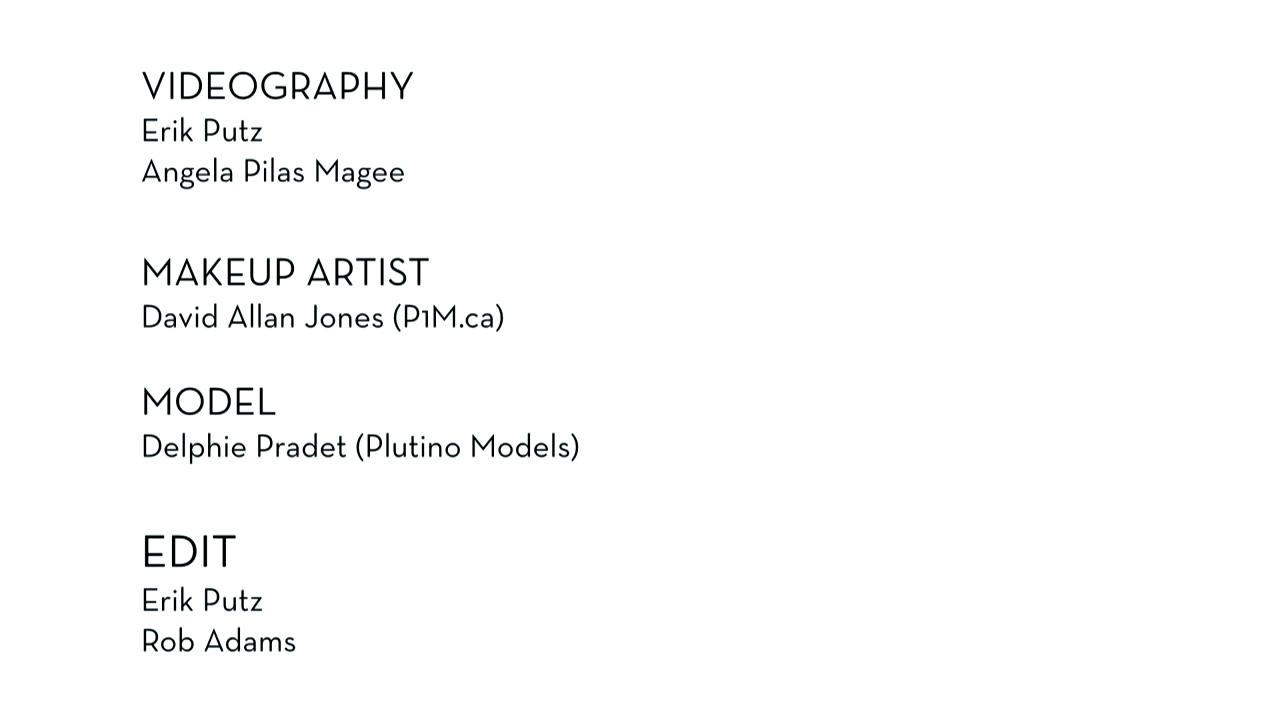 VIDEOGRAPHY
Erik Putz
Angela Pilas Magee
MAKEUP ARTIST
David Allan Jones (P1M.ca)
MODEL
Delphie Pradet (Plutino Models)
EDIT
Erik Putz
Rob Adams